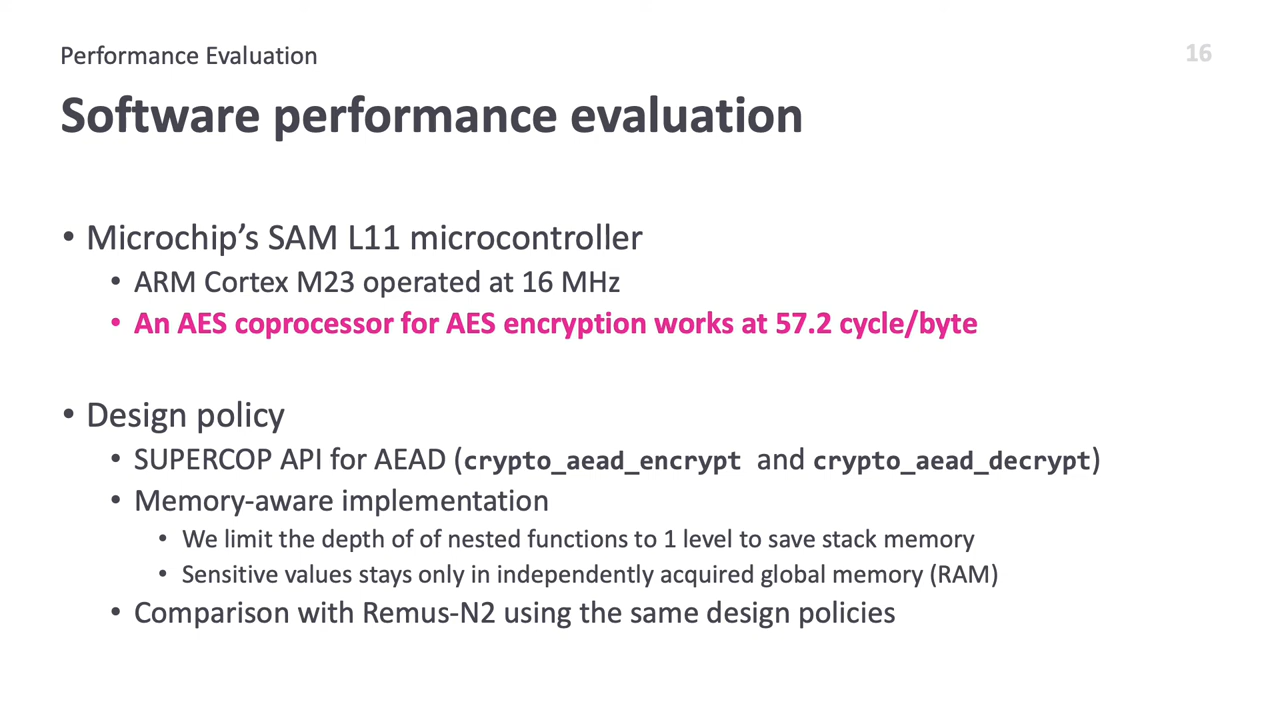 Performance Evaluation
16
Software performance evaluation
• Microchip’s SAM L11 microcontroller
• ARM Cortex M23 operated at 16 MHz
• An AES coprocessor for AES encryption works at 57.2 cycle/byte
• Design policy
• SUPERCOP API for AEAD (crypto_aead_encrypt and crypto_aead_decrypt)
• Memory-aware implementation
• We limit the depth of of nested functions to 1 level to save stack memory
• Sensitive values stays only in independently acquired global memory (RAM)
• Comparison with Remus-N2 using the same design policies